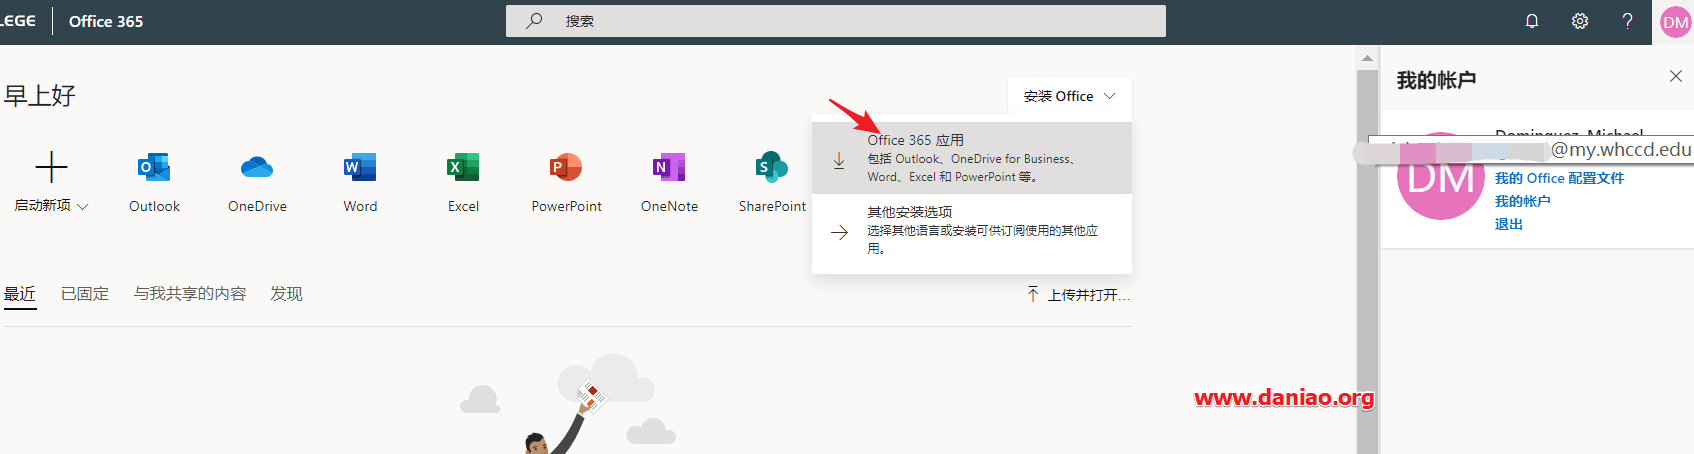 LEGE
Office 365
搜索
DM
早上好
安装 Office
Office 365 应用
包括 Outlook、OneDrive for Business、
Word、Excel 和 PowerPoint 等。
其他安装选项
选择其他语言或安装可供订阅使用的其他应
用。
启动新项
Outlook
OneDrive
Word
Excel
PowerPoint
OneNote
SharePoint
最近
已固定
与我共享的内容
发现
上传并打开...
我的帐户
Dominguez, Michael
@my.whccd.edu
DM
我的 Office 配置文件
我的帐户
退出
www.daniao.org